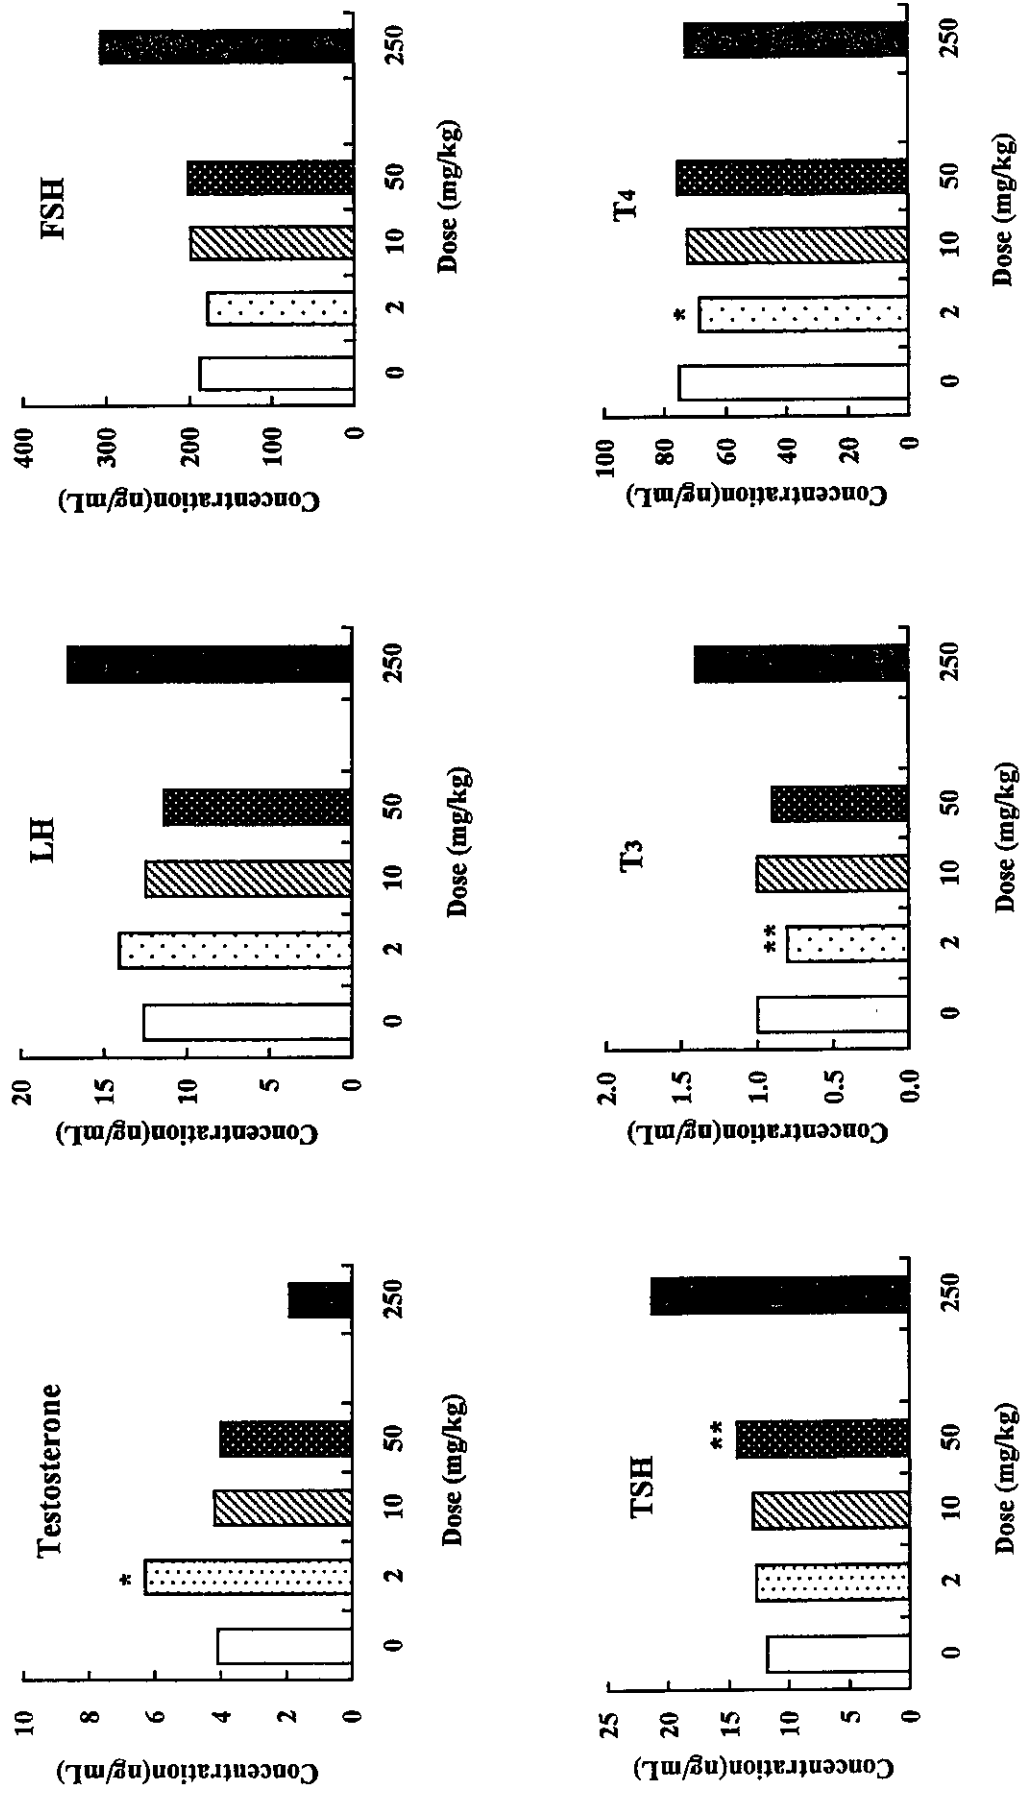 Testosterone
Concentration(ng/mL)
10
8
6
4
2
0
*
0 2 10 50 250
Dose (mg/kg)
LH
Concentration(ng/mL)
20
15
10
5
0
0 2 10 50 250
Dose (mg/kg)
FSH
Concentration(ng/mL)
400
300
200
100
0
0 2 10 50 250
Dose (mg/kg)
TSH
Concentration(ng/mL)
25
20
15
10
5
0
**
0 2 10 50 250
Dose (mg/kg)
T3
Concentration(ng/mL)
2.0
1.5
1.0
0.5
0.0
**
0 2 10 50 250
Dose (mg/kg)
T4
Concentration(ng/mL)
100
80
60
40
20
0
*
0 2 10 50 250
Dose (mg/kg)